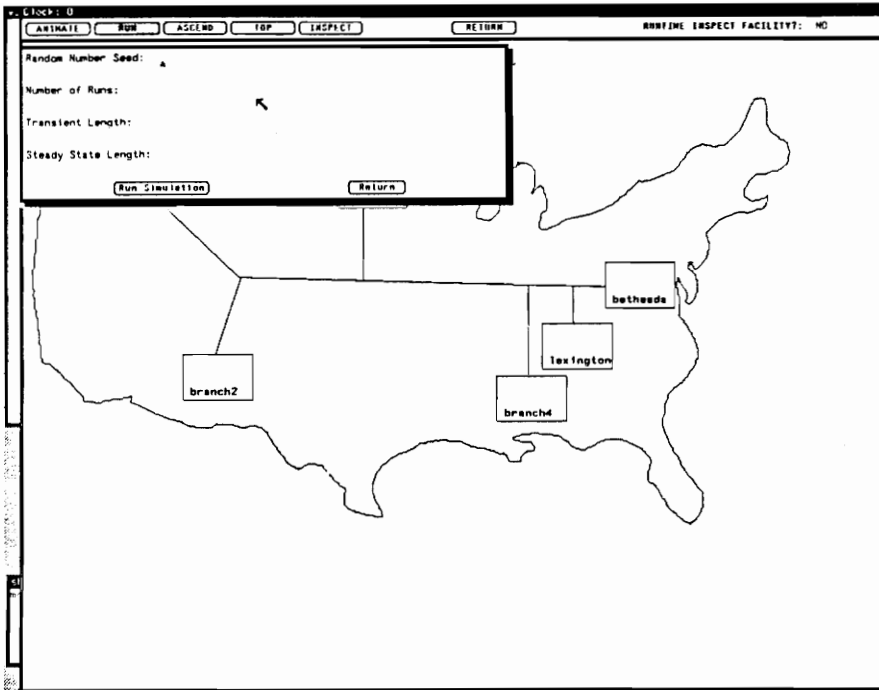 Clock: 0
ANIMATE RUN ASCEND TOP INSPECT RETURN RUNTIME INSPECT FACILITY?: NO
Random Number Seed:
Number of Runs:
Transient Length:
Steady State Length:
Run Simulation Return
bethesda
lexington
branch2
branch4